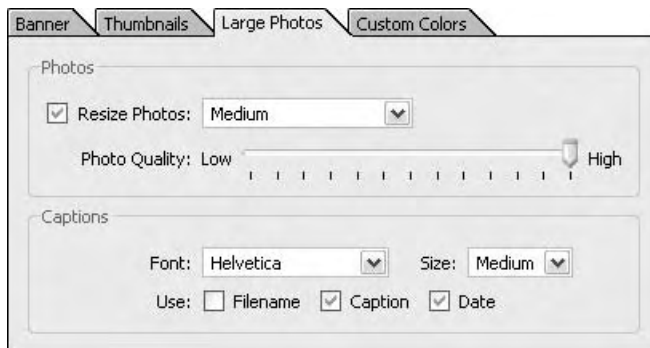 Banner Thumbnails Large Photos Custom Colors
Photos
Resize Photos: Medium
Photo Quality: Low High
Captions
Font: Helvetica Size: Medium
Use: Filename Caption Date